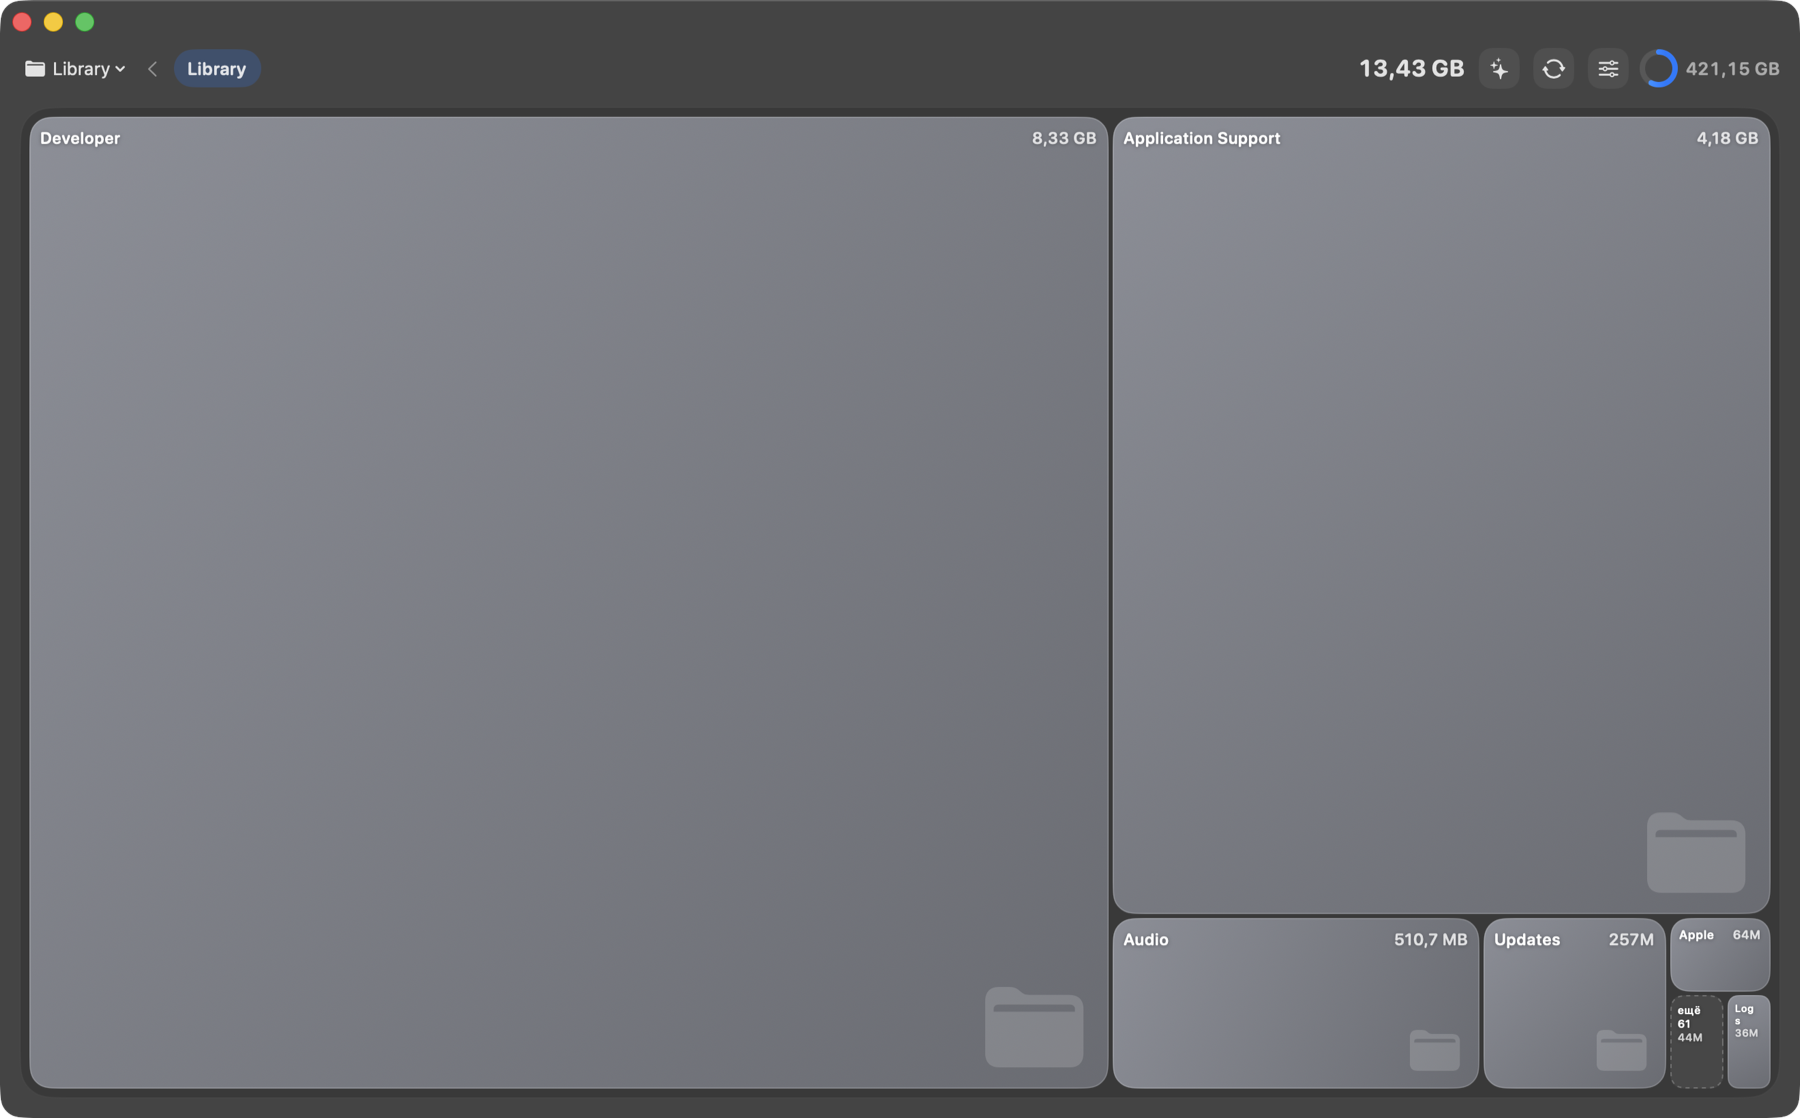 Library
Library
13,43 GB
421,15 GB
Developer
8,33 GB
Application Support
4,18 GB
Audio
510,7 MB
Updates
257M
Apple
64M
ещё
61
44M
Log
s
36M